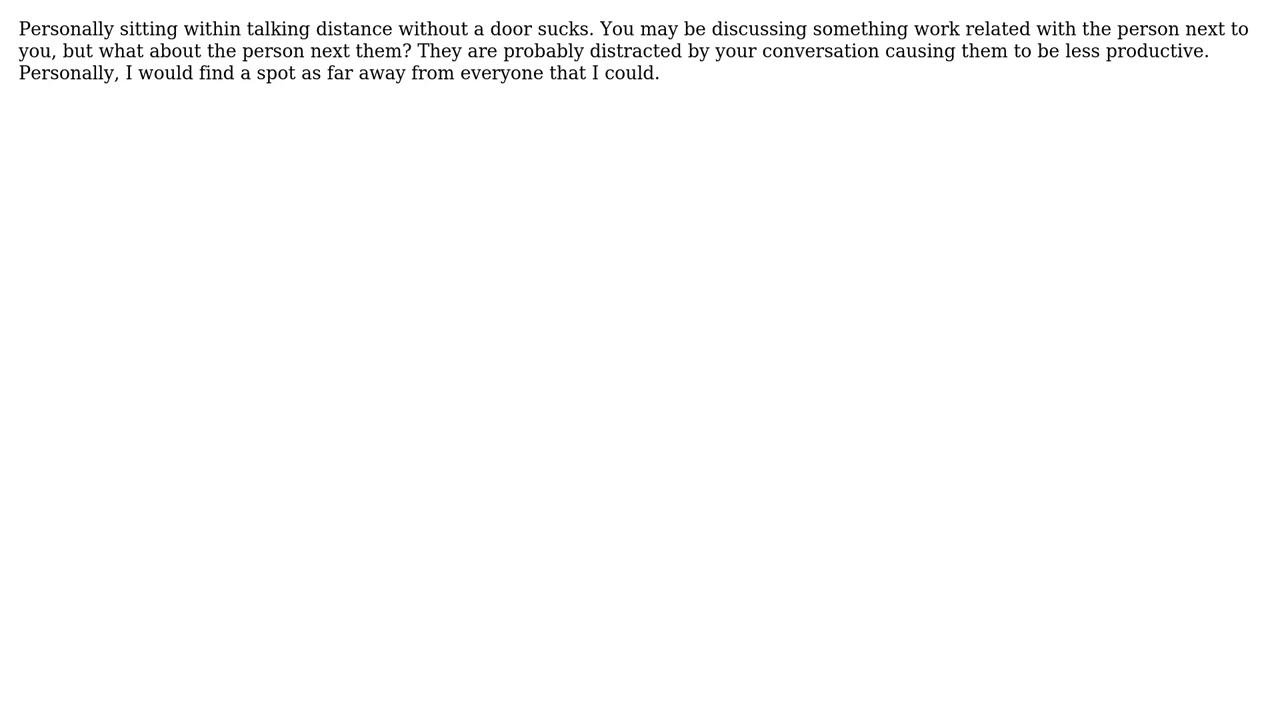 Personally sitting within talking distance without a door sucks. You may be discussing something work related with the person next to
you, but what about the person next them? They are probably distracted by your conversation causing them to be less productive.
Personally, I would find a spot as far away from everyone that I could.